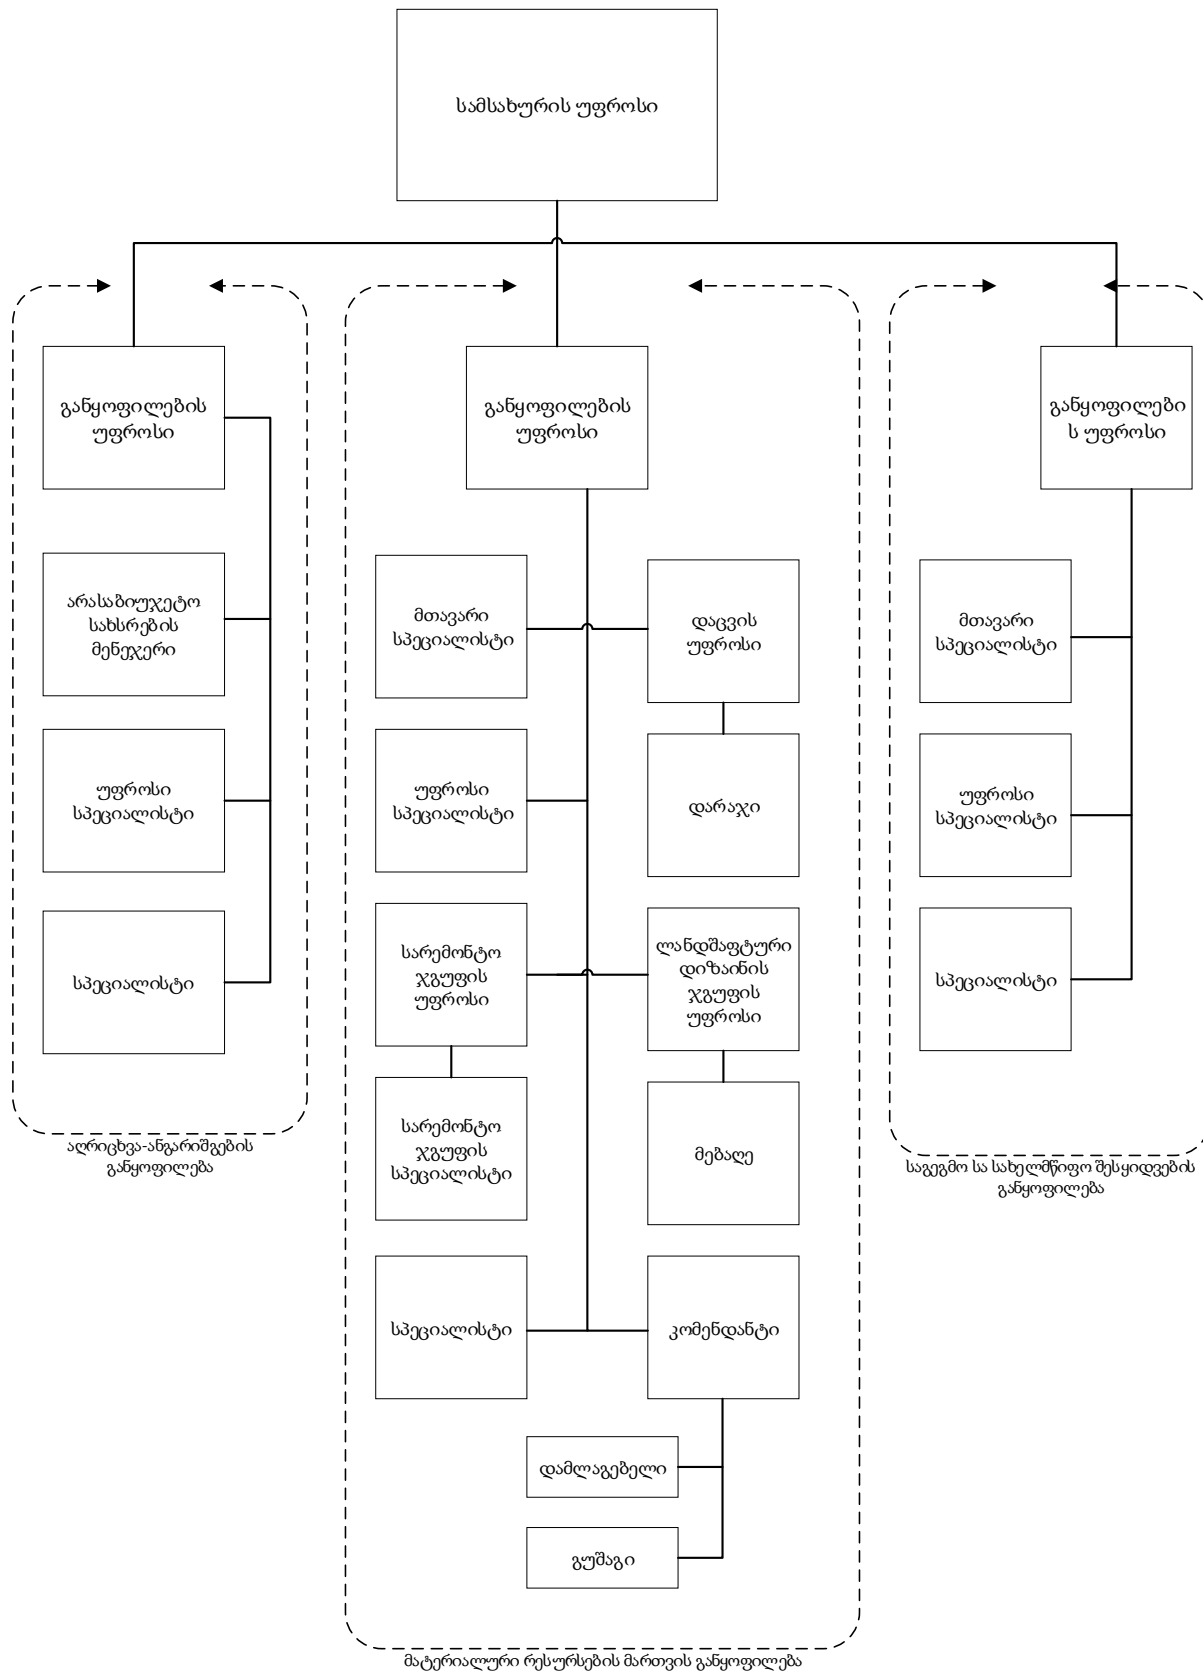 სამსახურის უფროსი
განყოფილების
უფროსი
არასაბიუჯეტო
სახსრების
მენეჯერი
უფროსი
სპეციალისტი
სპეციალისტი
აღრიცხვა-ანგარიშგების
განყოფილება
განყოფილების
უფროსი
მთავარი
სპეციალისტი
დაცვის
უფროსი
უფროსი
სპეციალისტი
დარაჯი
სარემონტო
ჯგუფის
უფროსი
ლანდშაფტური
დიზაინის
ჯგუფის
უფროსი
სარემონტო
ჯგუფის
სპეციალისტი
მებაღე
სპეციალისტი
კომენდანტი
დამლაგებელი
გუშაგი
მატერიალური რესურსების მართვის განყოფილება
განყოფილები
ს უფროსი
მთავარი
სპეციალისტი
უფროსი
სპეციალისტი
სპეციალისტი
საგეგმო სა სახელმწიფო შესყიდვების
განყოფილება